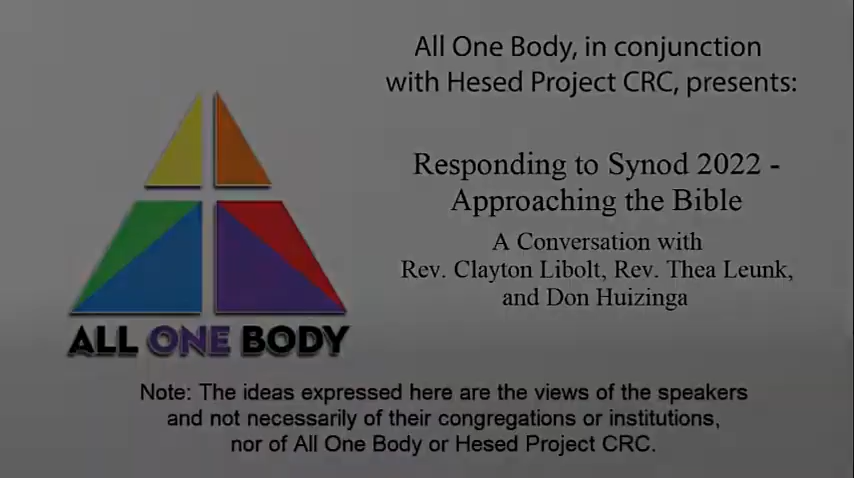 All One Body, in conjunction
with Hesed Project CRC, presents:
Responding to Synod 2022 -
Approaching the Bible
A Conversation with
Rev. Clayton Libolt, Rev. Thea Leunk,
and Don Huizinga
ALL ONE BODY
Note: The ideas expressed here are the views of the speakers
and not necessarily of their congregations or institutions,
nor of All One Body or Hesed Project CRC.